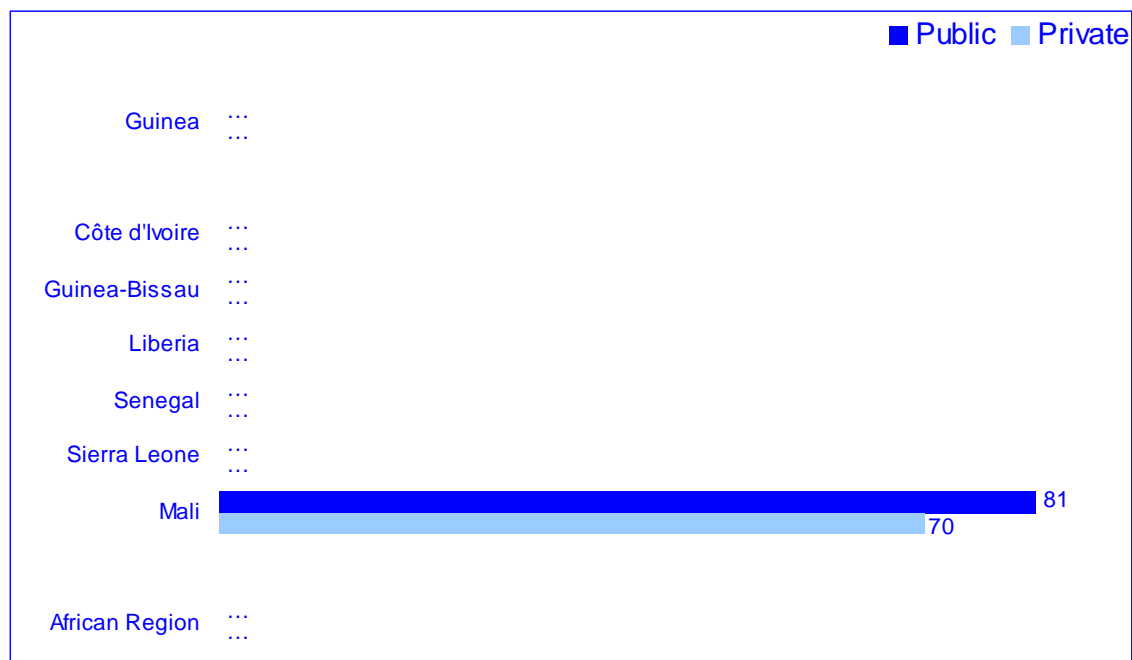 Public Private
Guinea …
…
Côte d'Ivoire …
…
Guinea-Bissau …
…
Liberia …
…
Senegal …
…
Sierra Leone …
…
Mali 81
70
African Region …
…